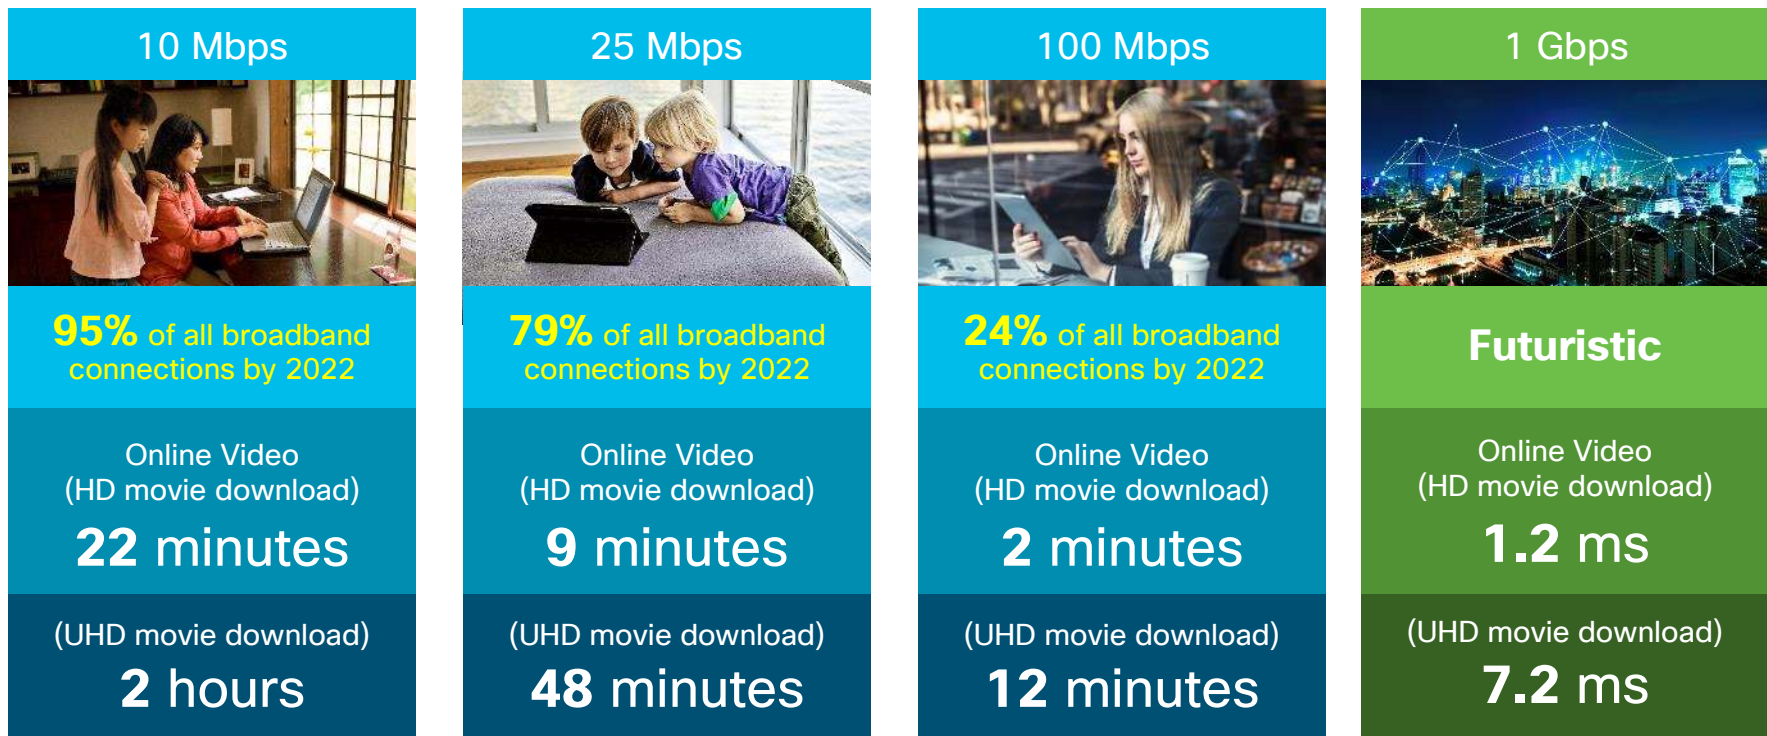 10 Mbps
95% of all broadband
connections by 2022
Online Video
(HD movie download)
22 minutes
(UHD movie download)
2 hours
25 Mbps
79% of all broadband
connections by 2022
Online Video
(HD movie download)
9 minutes
(UHD movie download)
48 minutes
100 Mbps
24% of all broadband
connections by 2022
Online Video
(HD movie download)
2 minutes
(UHD movie download)
12 minutes
1 Gbps
Futuristic
Online Video
(HD movie download)
1.2 ms
(UHD movie download)
7.2 ms